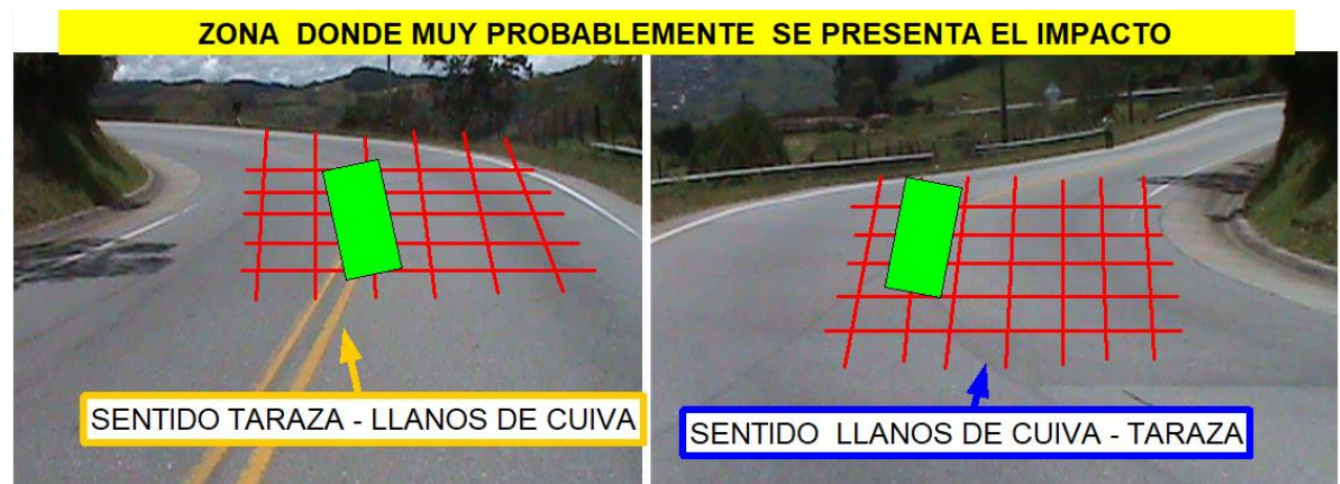 ZONA DONDE MUY PROBABLEMENTE SE PRESENTA EL IMPACTO
SENTIDO TARAZA - LLANOS DE CUIVA
SENTIDO LLANOS DE CUIVA - TARAZA